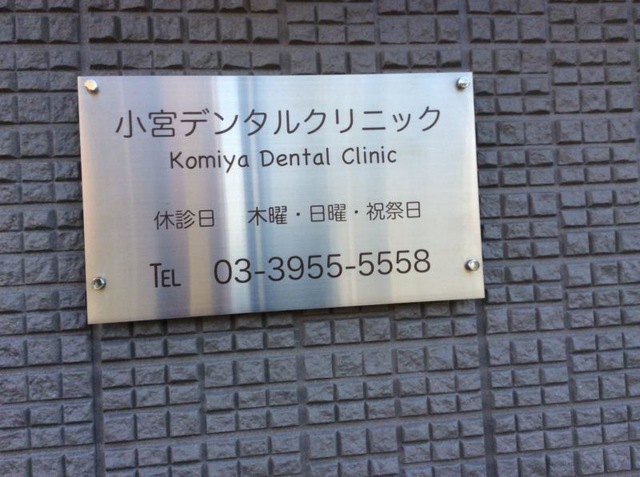 小宮デンタルクリニック
Komiya Dental Clinic
休診日 木曜・日曜・祝祭日
TEL 03-3955-5558